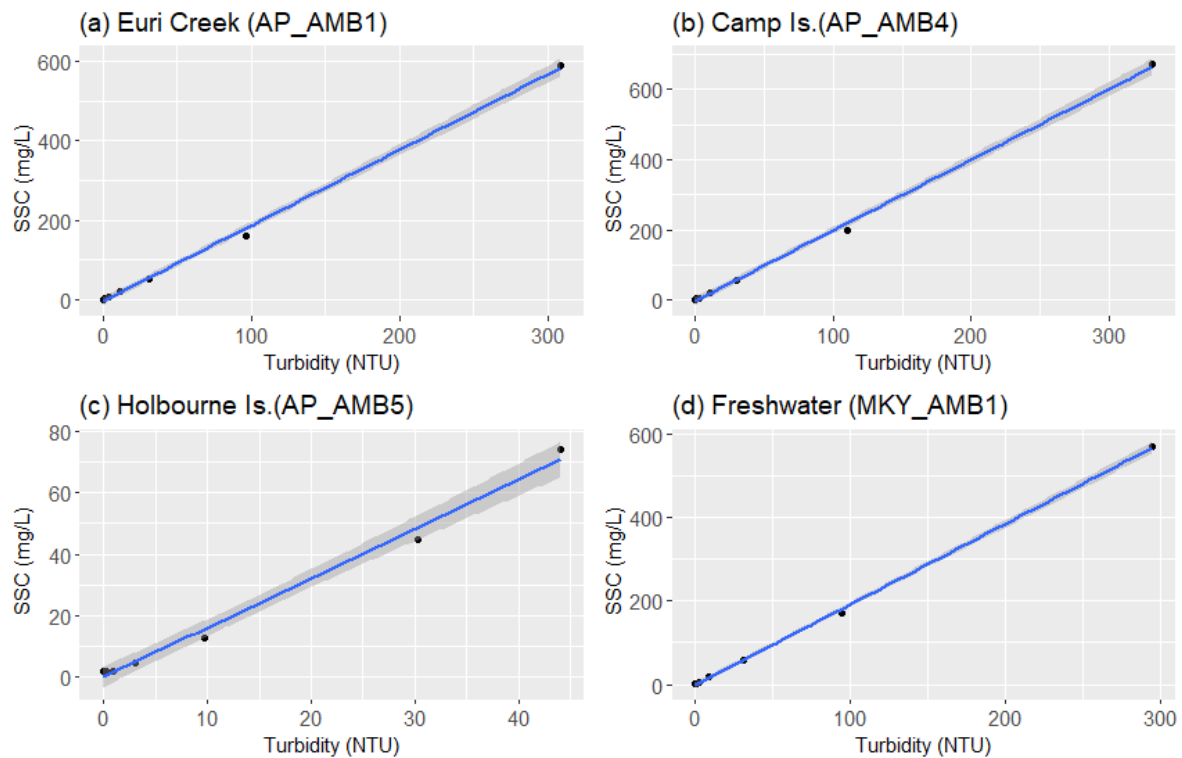 (a) Euri Creek (AP_AMB1)
SSC (mg/L)
600
400
200
0
0 100 200 300
Turbidity (NTU)
(b) Camp Is.(AP_AMB4)
SSC (mg/L)
600
400
200
0
0 100 200 300
Turbidity (NTU)
(c) Holbourne Is.(AP_AMB5)
SSC (mg/L)
80
60
40
20
0
0 10 20 30 40
Turbidity (NTU)
(d) Freshwater (MKY_AMB1)
SSC (mg/L)
600
400
200
0
0 100 200 300
Turbidity (NTU)